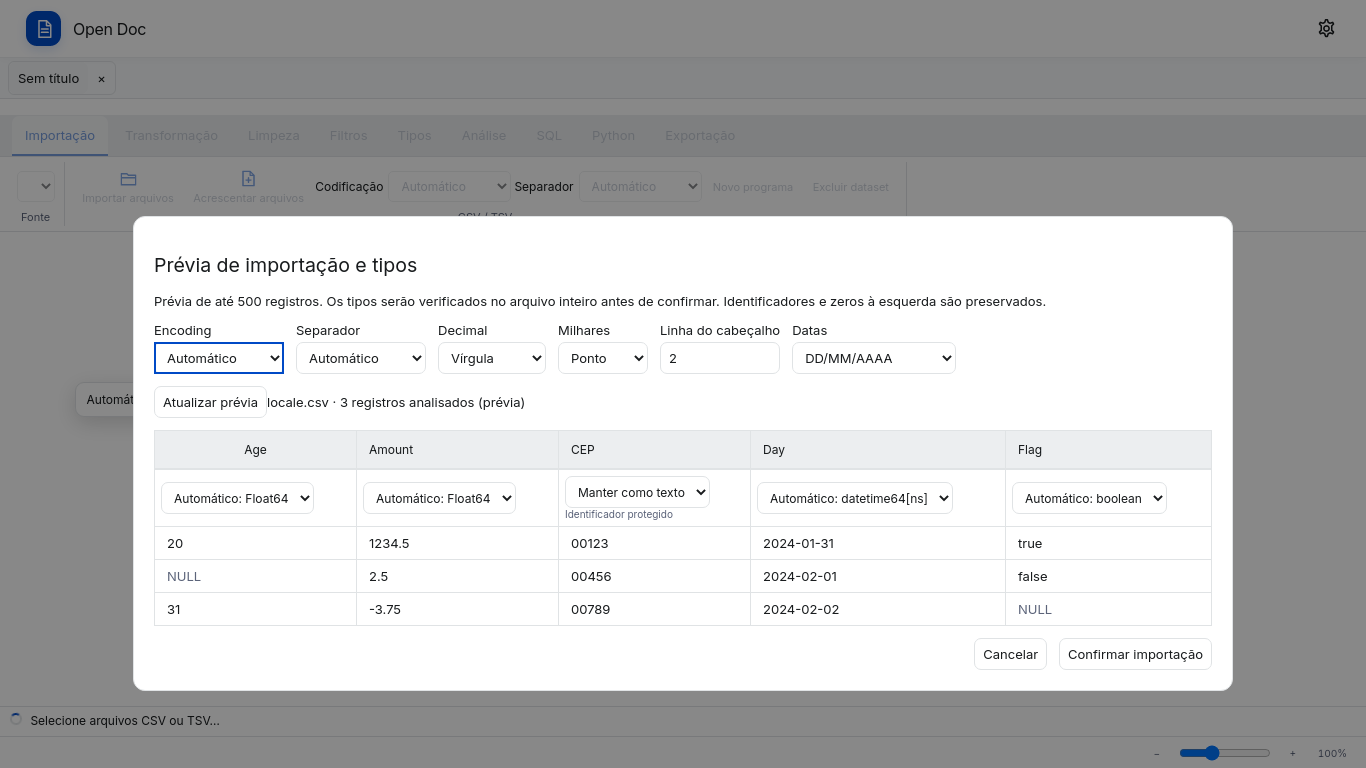 Open Doc
Sem título ×
Importação Transformação Limpeza Filtros Tipos Análise SQL Python Exportação
Importar arquivos Acrescentar arquivos Codificação Automático Separador Automático Novo programa Excluir dataset
Fonte CSV / TSV
Prévia de importação e tipos
Prévia de até 500 registros. Os tipos serão verificados no arquivo inteiro antes de confirmar. Identificadores e zeros à esquerda são preservados.
Encoding Separador Decimal Milhares Linha do cabeçalho Datas
Automático Automático Vírgula Ponto 2 DD/MM/AAAA
Atualizar prévia locale.csv · 3 registros analisados (prévia)
Age Amount CEP Day Flag
Automático: Float64 Automático: Float64 Manter como texto Automático: datetime64[ns] Automático: boolean
Identificador protegido
20 1234.5 00123 2024-01-31 true
NULL 2.5 00456 2024-02-01 false
31 -3.75 00789 2024-02-02 NULL
Cancelar Confirmar importação
Selecione arquivos CSV ou TSV...
− + 100%